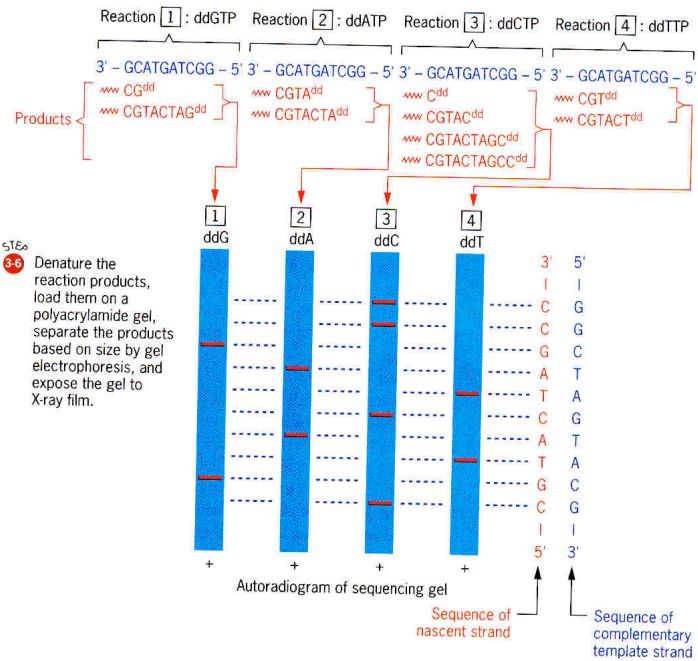 Reaction 1 : ddGTP
Reaction 2 : ddATP
Reaction 3 : ddCTP
Reaction 4 : ddTTP
3' – GCATGATCGG – 5'
3' – GCATGATCGG – 5'
3' – GCATGATCGG – 5'
3' – GCATGATCGG – 5'
Products
CGdd
CGTACTAGdd
CGTAdd
CGTACTAdd
Cdd
CGTACdd
CGTACTAGCdd
CGTACTAGCCdd
CGTdd
CGTACTdd
1
ddG
2
ddA
3
ddC
4
ddT
STEP
3-6
Denature the
reaction products,
load them on a
polyacrylamide gel,
separate the products
based on size by gel
electrophoresis, and
expose the gel to
X-ray film.
3' 5'
C G
C G
G C
A T
T A
C G
A T
T A
G C
C G
5' 3'
+ + + +
Autoradiogram of sequencing gel
Sequence of
nascent strand
Sequence of
complementary
template strand